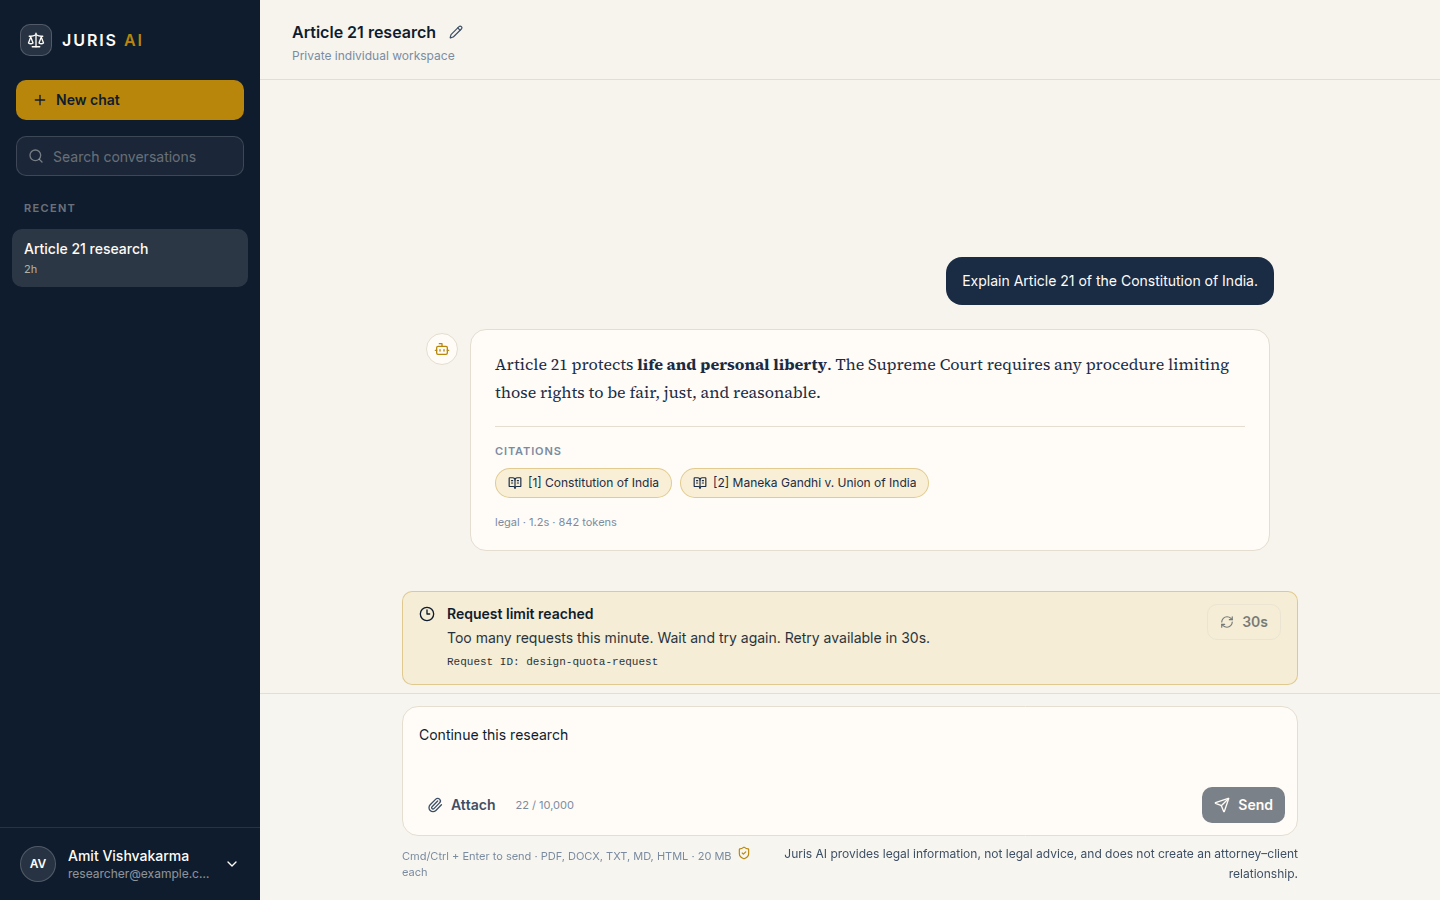 JURIS AI
New chat
Search conversations
RECENT
Article 21 research
2h
AV
Amit Vishvakarma
researcher@example.c...
Article 21 research
Private individual workspace
Explain Article 21 of the Constitution of India.
Article 21 protects life and personal liberty. The Supreme Court requires any procedure limiting
those rights to be fair, just, and reasonable.
CITATIONS
[1] Constitution of India
[2] Maneka Gandhi v. Union of India
legal · 1.2s · 842 tokens
Request limit reached
Too many requests this minute. Wait and try again. Retry available in 30s.
Request ID: design-quota-request
30s
Continue this research
Attach
22 / 10,000
Send
Cmd/Ctrl + Enter to send · PDF, DOCX, TXT, MD, HTML · 20 MB
each
Juris AI provides legal information, not legal advice, and does not create an attorney–client
relationship.